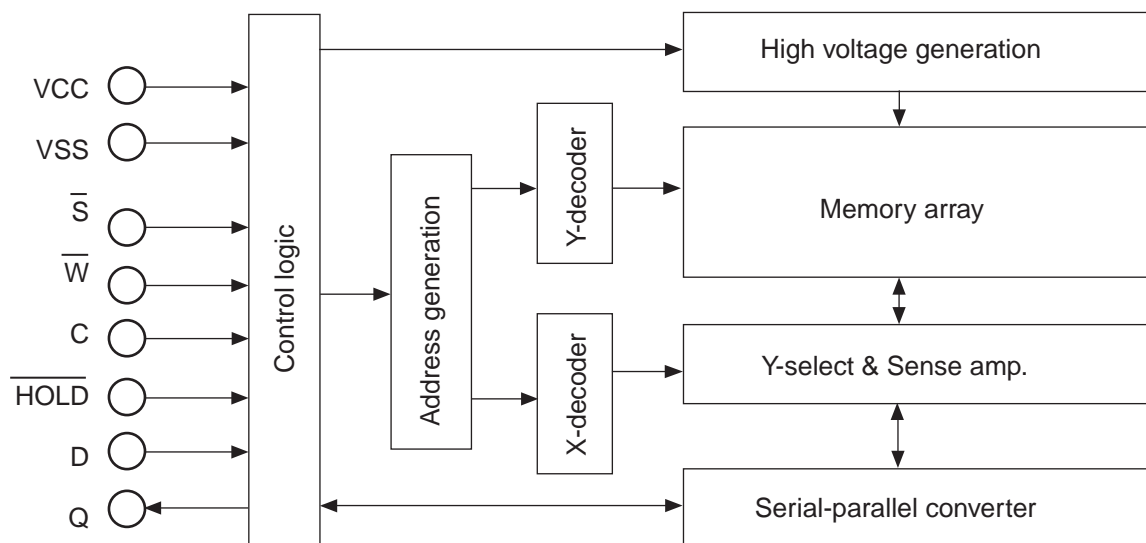 VCC
VSS
S̅
W̅
C
H̅O̅L̅D̅
D
Q
Control logic
Address generation
Y-decoder
X-decoder
High voltage generation
Memory array
Y-select & Sense amp.
Serial-parallel converter